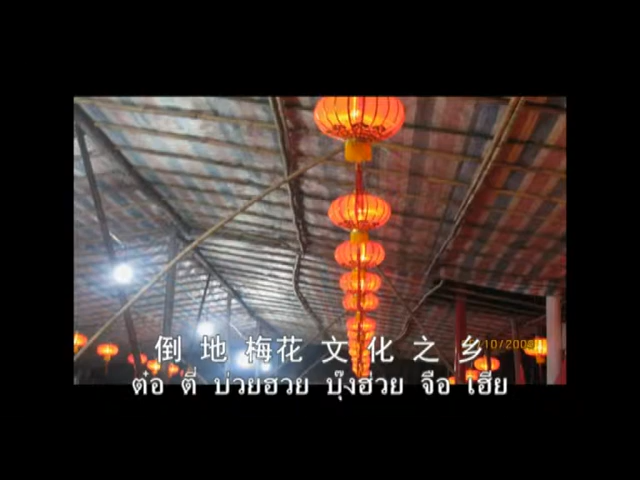 倒 地 梅花 文 化 之 乡
ต๋อ ตี่ บ่วยฮวย บุ๊งฮ่วย จือ เฮีย